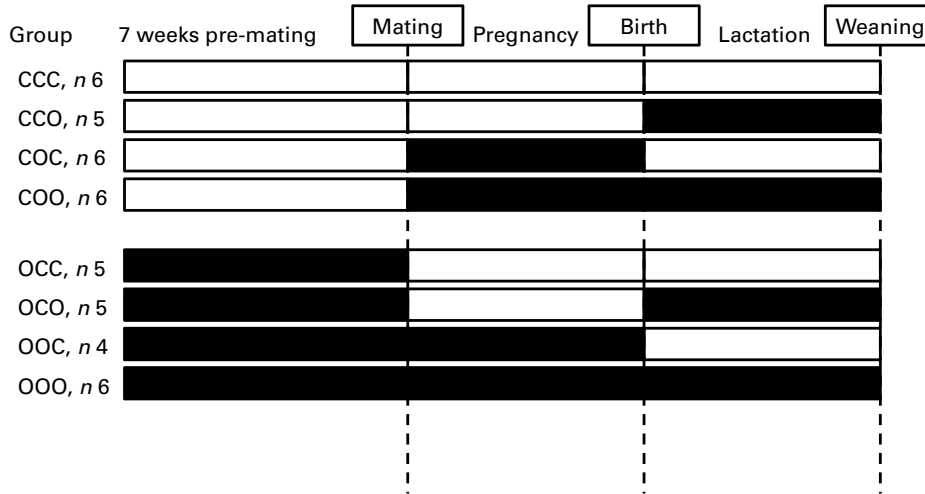 Group 7 weeks pre-mating Mating Pregnancy Birth Lactation Weaning
CCC, n 6
CCO, n 5
COC, n 6
COO, n 6
OCC, n 5
OCO, n 5
OOC, n 4
OOO, n 6